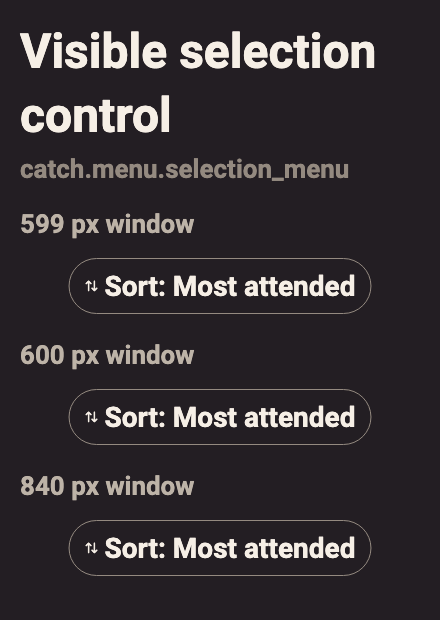 Visible selection
control
catch.menu.selection_menu
599 px window
Sort: Most attended
600 px window
Sort: Most attended
840 px window
Sort: Most attended